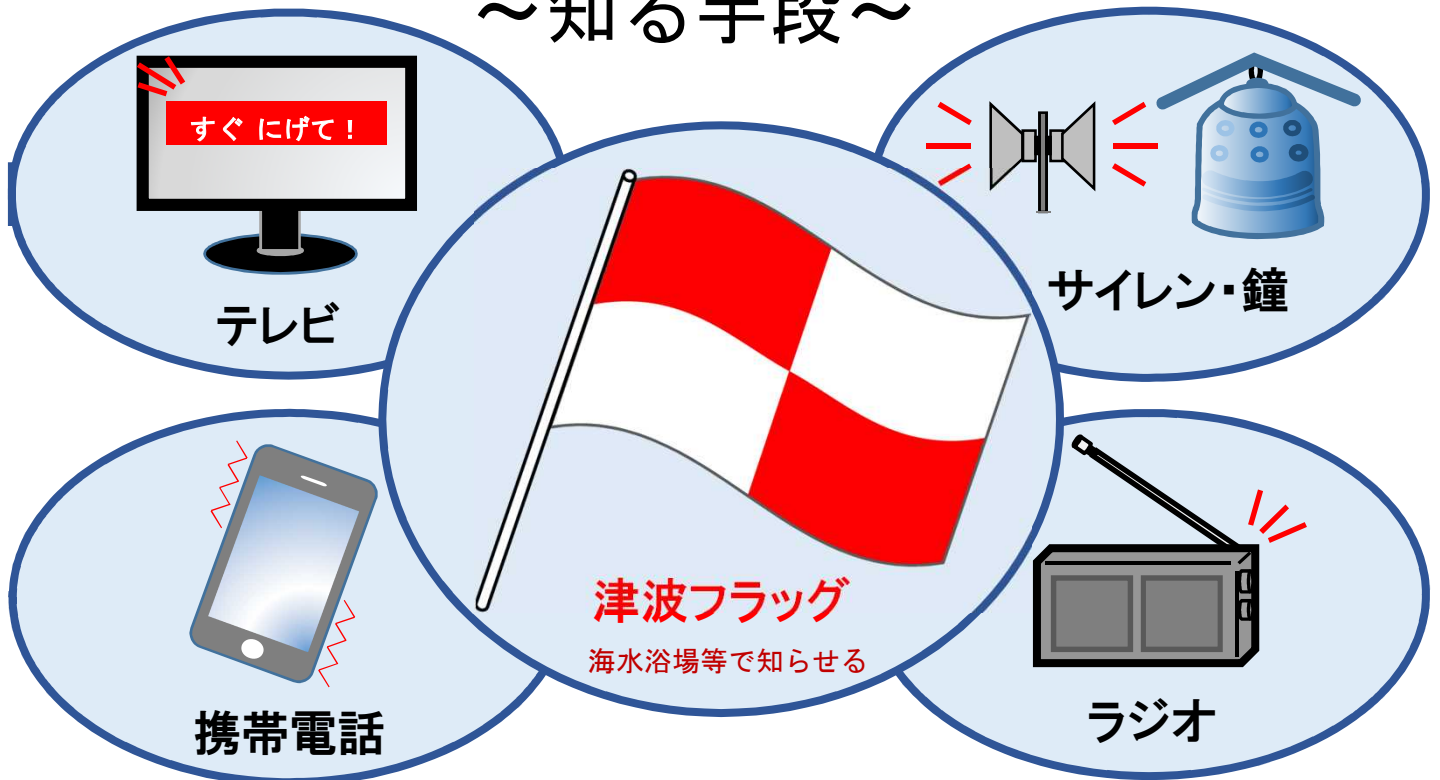 ～知る手段～
すぐ にげて！
テレビ
サイレン・鐘
津波フラッグ
海水浴場等で知らせる
携帯電話
ラジオ